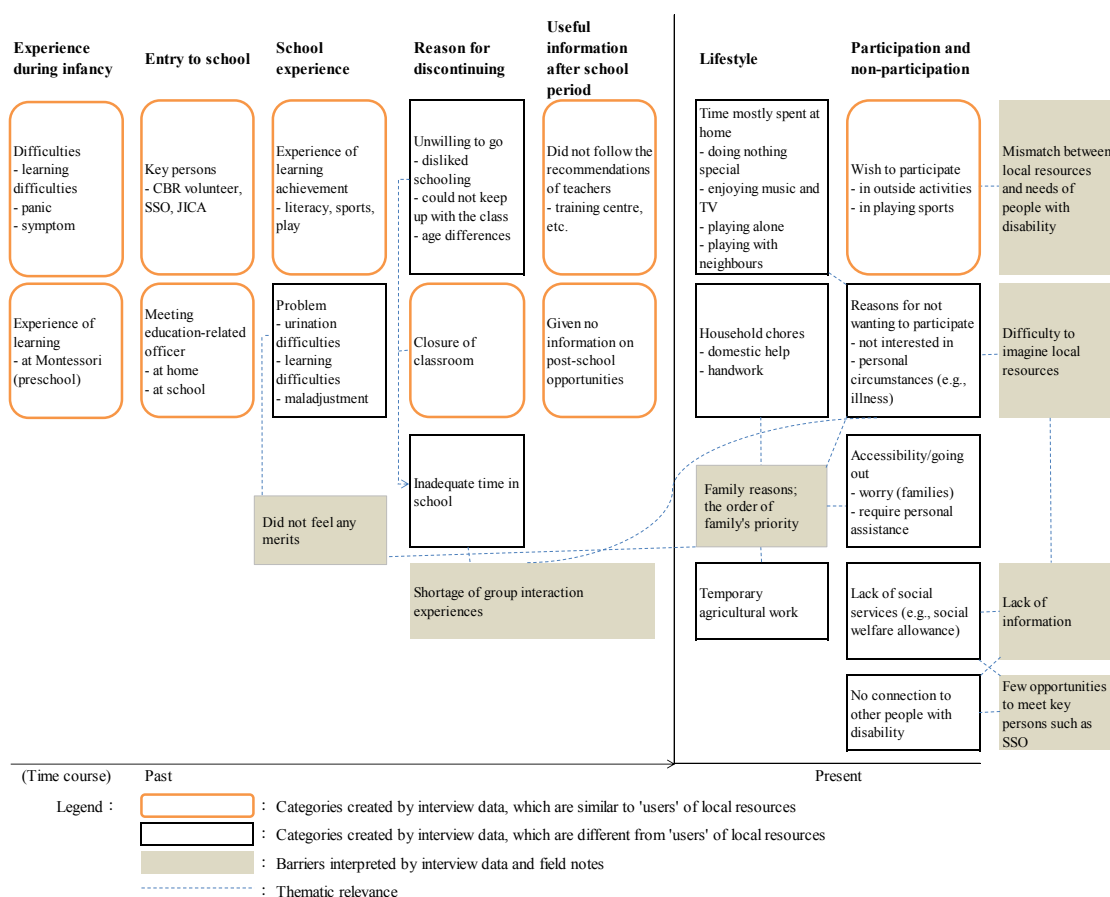 Experience
during infancy
Entry to school
School
experience
Reason for
discontinuing
Useful
information
after school
period
Lifestyle
Participation and
non-participation
Difficulties
- learning
difficulties
- panic
- symptom
Key persons
- CBR volunteer,
SSO, JICA
Experience of
learning
achievement
- literacy, sports,
play
Unwilling to go
- disliked
schooling
- could not keep
up with the class
- age differences
Did not follow the
recommendations
of teachers
- training centre,
etc.
Time mostly spent at
home
- doing nothing
special
- enjoying music and
TV
- playing alone
- playing with
neighbours
Wish to participate
- in outside activities
- in playing sports
Mismatch between
local resources
and needs of
people with
disability
Experience of
learning
- at Montessori
(preschool)
Meeting
education-related
officer
- at home
- at school
Problem
- urination
difficulties
- learning
difficulties
- maladjustment
Closure of
classroom
Given no
information on
post-school
opportunities
Household chores
- domestic help
- handwork
Reasons for not
wanting to participate
- not interested in
- personal
circumstances (e.g.,
illness)
Difficulty to
imagine local
resources
Did not feel any
merits
Inadequate time in
school
Family reasons;
the order of
family's priority
Accessibility/going
out
- worry (families)
- require personal
assistance
Shortage of group interaction
experiences
Temporary
agricultural work
Lack of social
services (e.g., social
welfare allowance)
Lack of
information
No connection to
other people with
disability
Few opportunities
to meet key
persons such as
SSO
(Time course)
Past
Present
Legend :
: Categories created by interview data, which are similar to 'users' of local resources
: Categories created by interview data, which are different from 'users' of local resources
: Barriers interpreted by interview data and field notes
: Thematic relevance